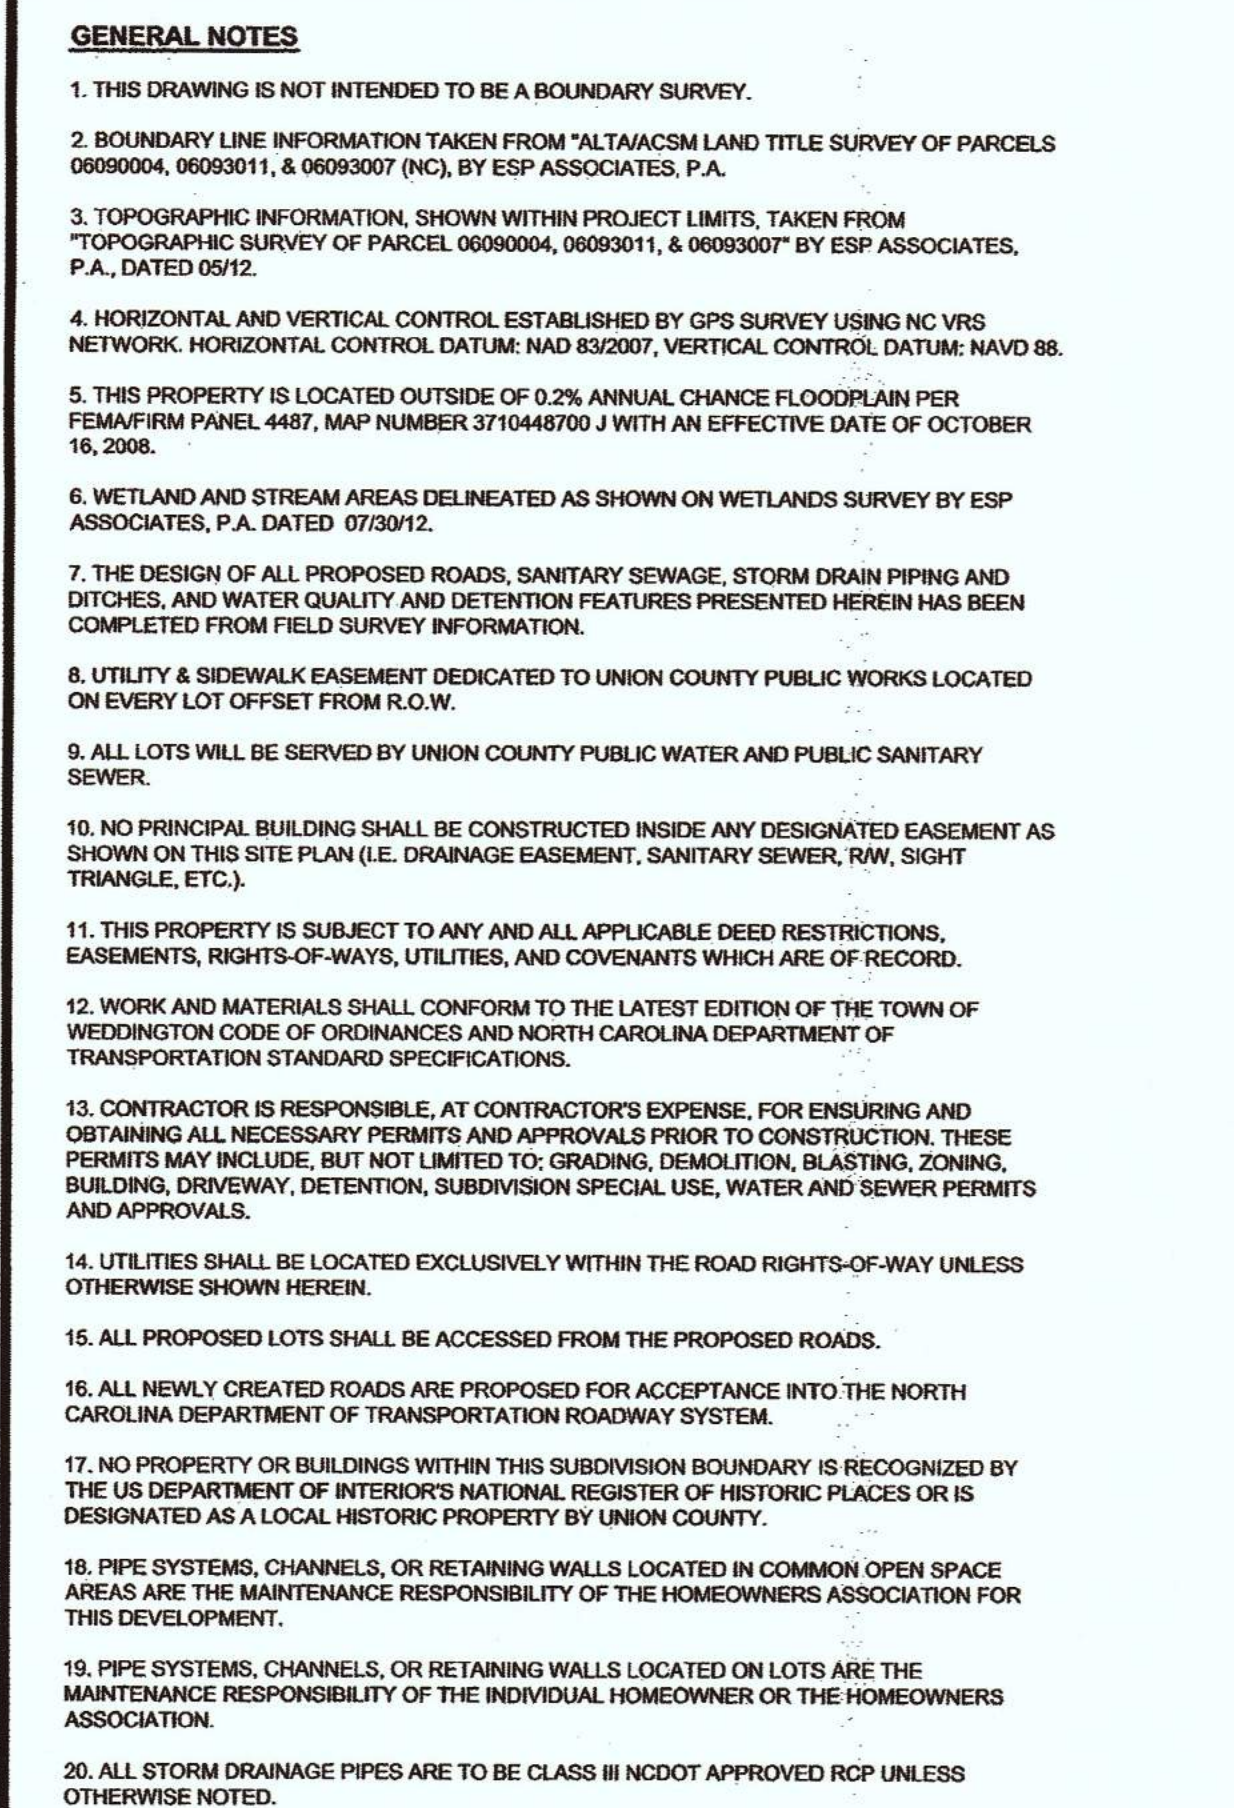 GENERAL NOTES
1. THIS DRAWING IS NOT INTENDED TO BE A BOUNDARY SURVEY.
2. BOUNDARY LINE INFORMATION TAKEN FROM "ALTA/ACSM LAND TITLE SURVEY OF PARCELS
06090004, 06093011, & 06093007 (NC), BY ESP ASSOCIATES, P.A.
3. TOPOGRAPHIC INFORMATION, SHOWN WITHIN PROJECT LIMITS, TAKEN FROM
"TOPOGRAPHIC SURVEY OF PARCEL 06090004, 06093011, & 06093007" BY ESP ASSOCIATES,
P.A., DATED 05/12.
4. HORIZONTAL AND VERTICAL CONTROL ESTABLISHED BY GPS SURVEY USING NC VRS
NETWORK. HORIZONTAL CONTROL DATUM: NAD 83/2007, VERTICAL CONTROL DATUM: NAVD 88.
5. THIS PROPERTY IS LOCATED OUTSIDE OF 0.2% ANNUAL CHANCE FLOODPLAIN PER
FEMA/FIRM PANEL 4487, MAP NUMBER 3710448700 J WITH AN EFFECTIVE DATE OF OCTOBER
16, 2008.
6. WETLAND AND STREAM AREAS DELINEATED AS SHOWN ON WETLANDS SURVEY BY ESP
ASSOCIATES, P.A. DATED 07/30/12.
7. THE DESIGN OF ALL PROPOSED ROADS, SANITARY SEWAGE, STORM DRAIN PIPING AND
DITCHES, AND WATER QUALITY AND DETENTION FEATURES PRESENTED HEREIN HAS BEEN
COMPLETED FROM FIELD SURVEY INFORMATION.
8. UTILITY & SIDEWALK EASEMENT DEDICATED TO UNION COUNTY PUBLIC WORKS LOCATED
ON EVERY LOT OFFSET FROM R.O.W.
9. ALL LOTS WILL BE SERVED BY UNION COUNTY PUBLIC WATER AND PUBLIC SANITARY
SEWER.
10. NO PRINCIPAL BUILDING SHALL BE CONSTRUCTED INSIDE ANY DESIGNATED EASEMENT AS
SHOWN ON THIS SITE PLAN (I.E. DRAINAGE EASEMENT, SANITARY SEWER, R/W, SIGHT
TRIANGLE, ETC.).
11. THIS PROPERTY IS SUBJECT TO ANY AND ALL APPLICABLE DEED RESTRICTIONS,
EASEMENTS, RIGHTS-OF-WAYS, UTILITIES, AND COVENANTS WHICH ARE OF RECORD.
12. WORK AND MATERIALS SHALL CONFORM TO THE LATEST EDITION OF THE TOWN OF
WEDDINGTON CODE OF ORDINANCES AND NORTH CAROLINA DEPARTMENT OF
TRANSPORTATION STANDARD SPECIFICATIONS.
13. CONTRACTOR IS RESPONSIBLE, AT CONTRACTOR'S EXPENSE, FOR ENSURING AND
OBTAINING ALL NECESSARY PERMITS AND APPROVALS PRIOR TO CONSTRUCTION. THESE
PERMITS MAY INCLUDE, BUT NOT LIMITED TO: GRADING, DEMOLITION, BLASTING, ZONING,
BUILDING, DRIVEWAY, DETENTION, SUBDIVISION SPECIAL USE, WATER AND SEWER PERMITS
AND APPROVALS.
14. UTILITIES SHALL BE LOCATED EXCLUSIVELY WITHIN THE ROAD RIGHTS-OF-WAY UNLESS
OTHERWISE SHOWN HEREIN.
15. ALL PROPOSED LOTS SHALL BE ACCESSED FROM THE PROPOSED ROADS.
16. ALL NEWLY CREATED ROADS ARE PROPOSED FOR ACCEPTANCE INTO THE NORTH
CAROLINA DEPARTMENT OF TRANSPORTATION ROADWAY SYSTEM.
17. NO PROPERTY OR BUILDINGS WITHIN THIS SUBDIVISION BOUNDARY IS RECOGNIZED BY
THE US DEPARTMENT OF INTERIOR'S NATIONAL REGISTER OF HISTORIC PLACES OR IS
DESIGNATED AS A LOCAL HISTORIC PROPERTY BY UNION COUNTY.
18. PIPE SYSTEMS, CHANNELS, OR RETAINING WALLS LOCATED IN COMMON OPEN SPACE
AREAS ARE THE MAINTENANCE RESPONSIBILITY OF THE HOMEOWNERS ASSOCIATION FOR
THIS DEVELOPMENT.
19. PIPE SYSTEMS, CHANNELS, OR RETAINING WALLS LOCATED ON LOTS ARE THE
MAINTENANCE RESPONSIBILITY OF THE INDIVIDUAL HOMEOWNER OR THE HOMEOWNERS
ASSOCIATION.
20. ALL STORM DRAINAGE PIPES ARE TO BE CLASS III NCDOT APPROVED RCP UNLESS
OTHERWISE NOTED.